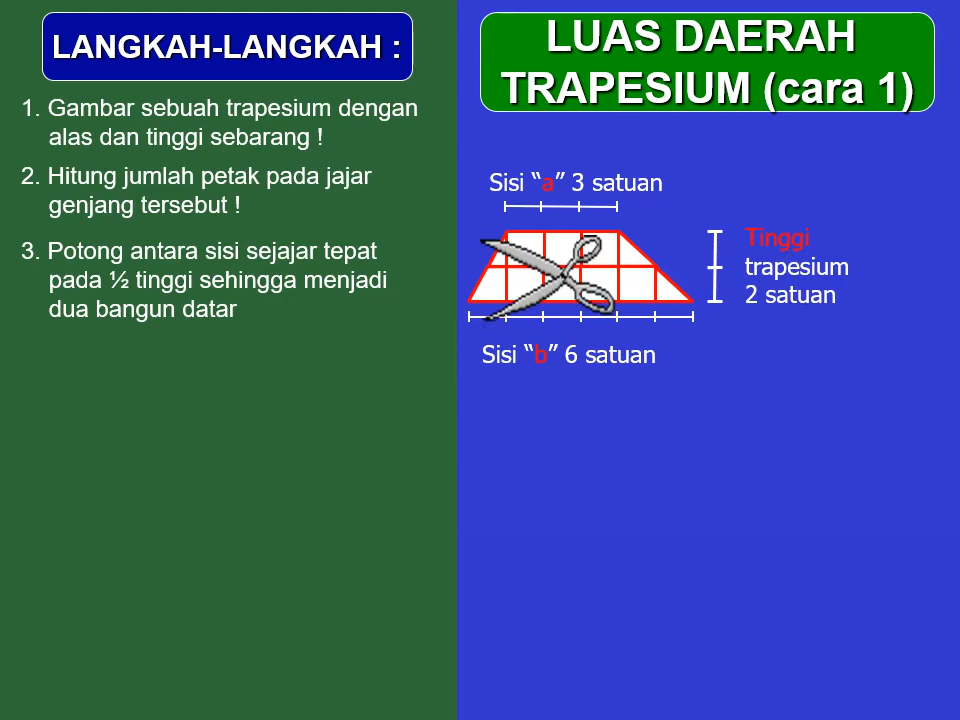 LANGKAH-LANGKAH :
1. Gambar sebuah trapesium dengan
alas dan tinggi sebarang !
2. Hitung jumlah petak pada jajar
genjang tersebut !
3. Potong antara sisi sejajar tepat
pada ½ tinggi sehingga menjadi
dua bangun datar
LUAS DAERAH
TRAPESIUM (cara 1)
Sisi “a” 3 satuan
Tinggi
trapesium
2 satuan
Sisi “b” 6 satuan